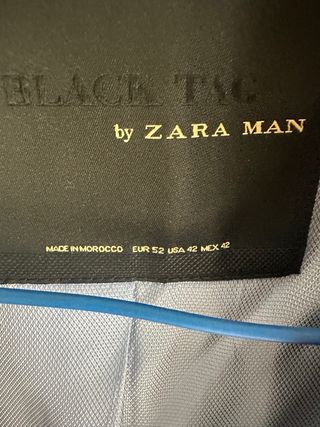 BLACK TAG
by ZARA MAN
MADE IN MOROCCO EUR 52 USA 42 MEX 42